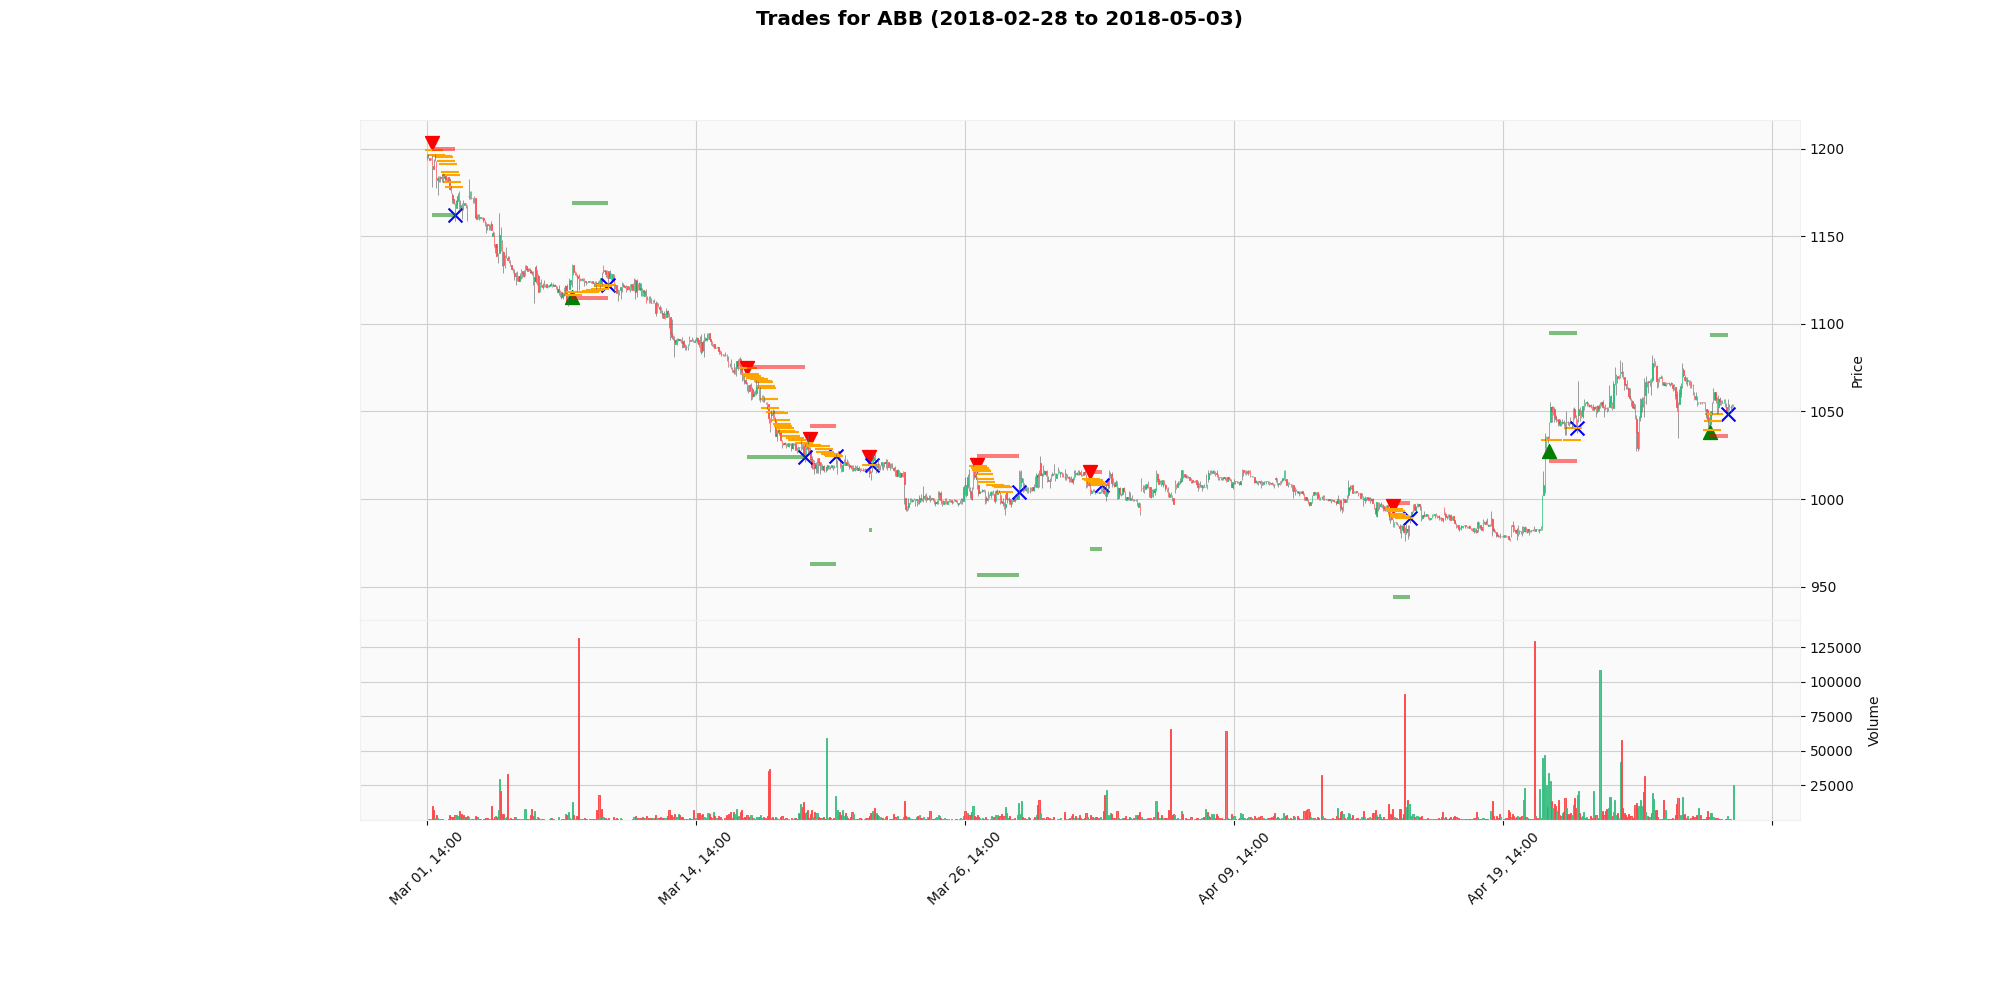 Trades for ABB (2018-02-28 to 2018-05-03)
1200
1150
1100
1050
1000
950
Price
125000
100000
75000
50000
25000
Volume
Mar 01, 14:00
Mar 14, 14:00
Mar 26, 14:00
Apr 09, 14:00
Apr 19, 14:00